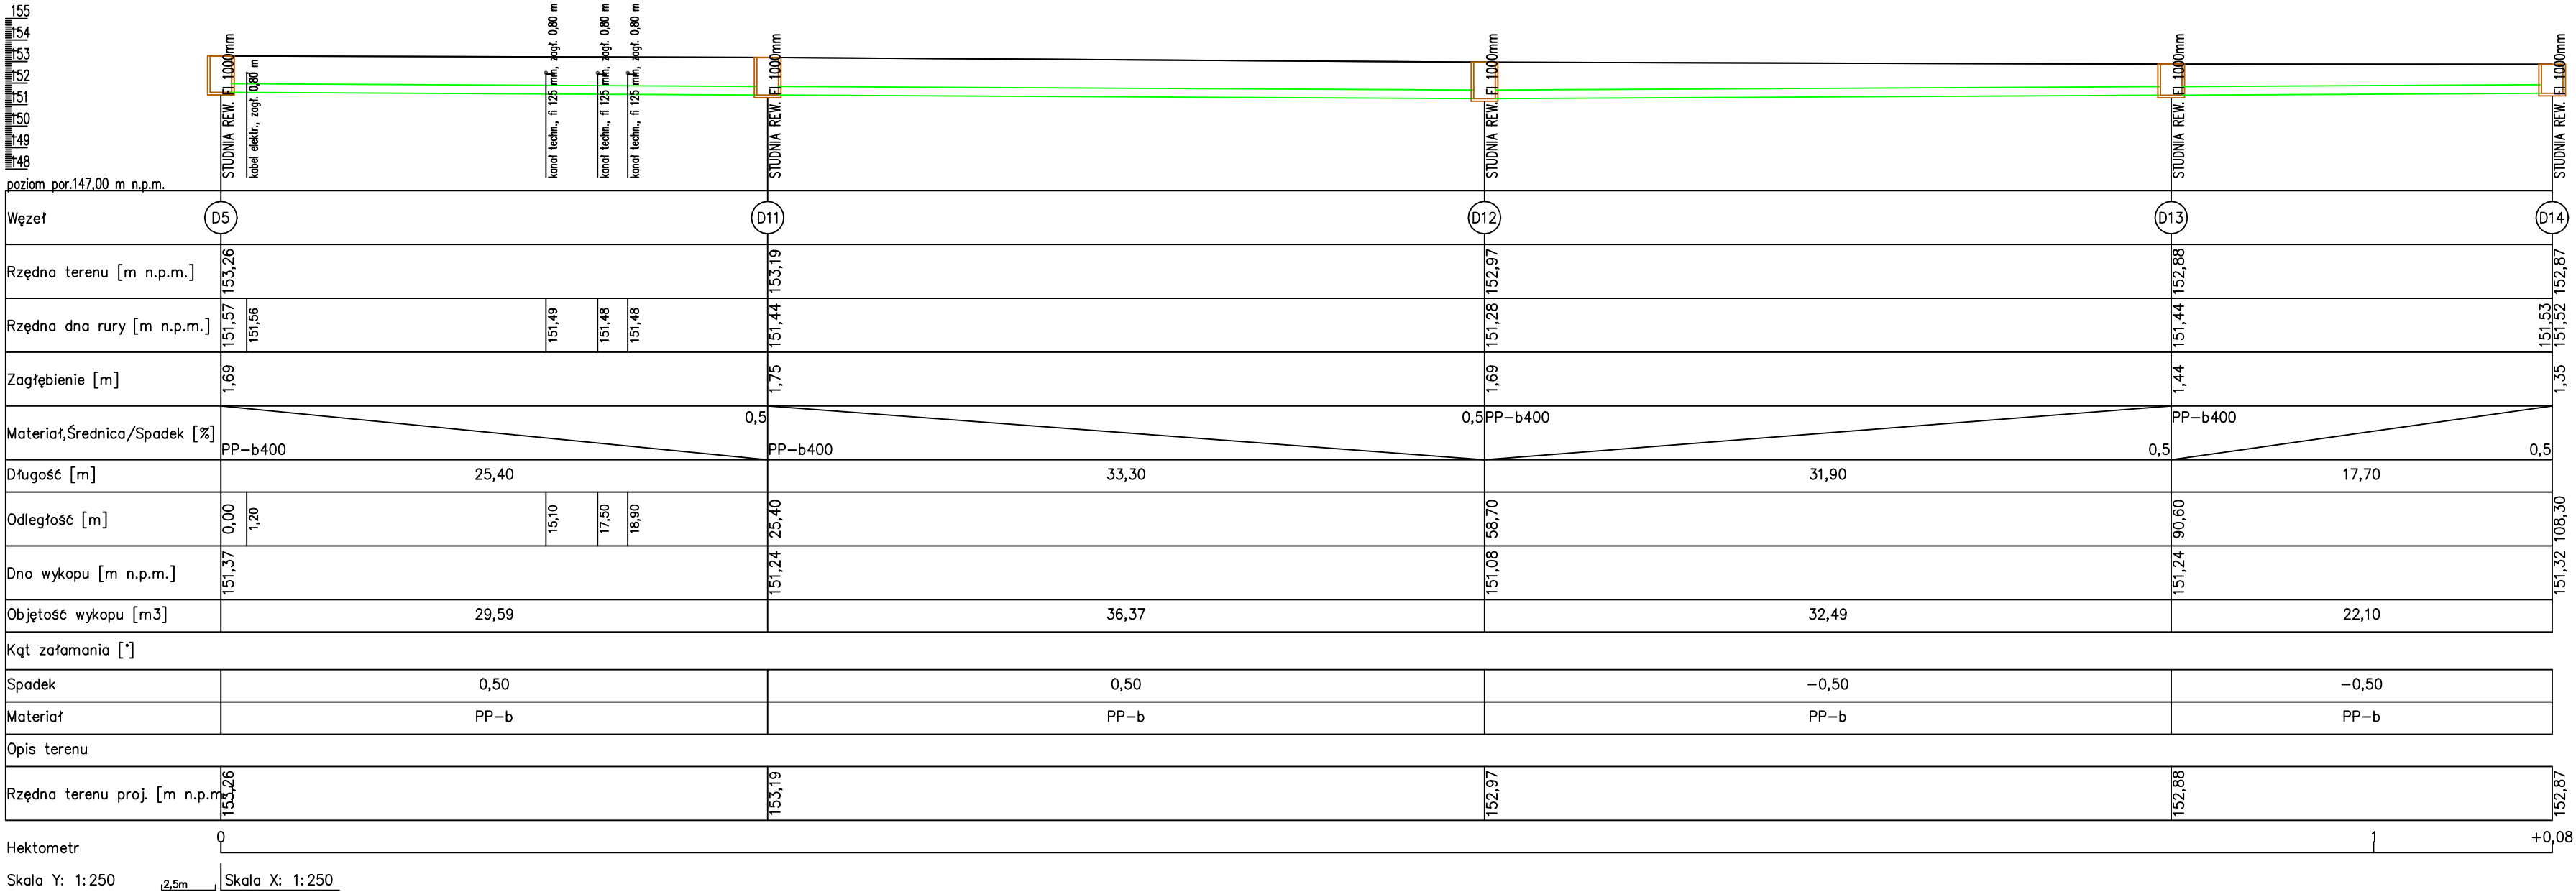 155
154
153
152
151
150
149
148
poziom por.147,00 m n.p.m.
STUDNIA REW. FI 1000mm
kabel elektr., zagł. 0,80 m
kanał techn., fi 125 mm, zagł. 0,80 m
kanał techn., fi 125 mm, zagł. 0,80 m
kanał techn., fi 125 mm, zagł. 0,80 m
STUDNIA REW. FI 1000mm
STUDNIA REW. FI 1000mm
STUDNIA REW. FI 1000mm
STUDNIA REW. FI 1000mm
Węzeł D5 D11 D12 D13 D14
Rzędna terenu [m n.p.m.] 153,26 153,19 152,97 152,88 152,87
Rzędna dna rury [m n.p.m.] 151,57 151,56 151,49 151,48 151,48 151,44 151,28 151,44 151,53 151,52
Zagłębienie [m] 1,69 1,75 1,69 1,44 1,35
Materiał,Średnica/Spadek [%] PP-b400 0,5 PP-b400 0,5 PP-b400 0,5 PP-b400 0,5
Długość [m] 25,40 33,30 31,90 17,70
Odległość [m] 0,00 1,20 15,10 17,50 18,90 25,40 58,70 90,60 108,30
Dno wykopu [m n.p.m.] 151,37 151,24 151,08 151,24 151,32
Objętość wykopu [m3] 29,59 36,37 32,49 22,10
Kąt załamania [°]
Spadek 0,50 0,50 -0,50 -0,50
Materiał PP-b PP-b PP-b PP-b
Opis terenu
Rzędna terenu proj. [m n.p.m 153,26 153,19 152,97 152,88 152,87
Hektometr 0 1 +0,08
Skala Y: 1:250 2,5m Skala X: 1:250